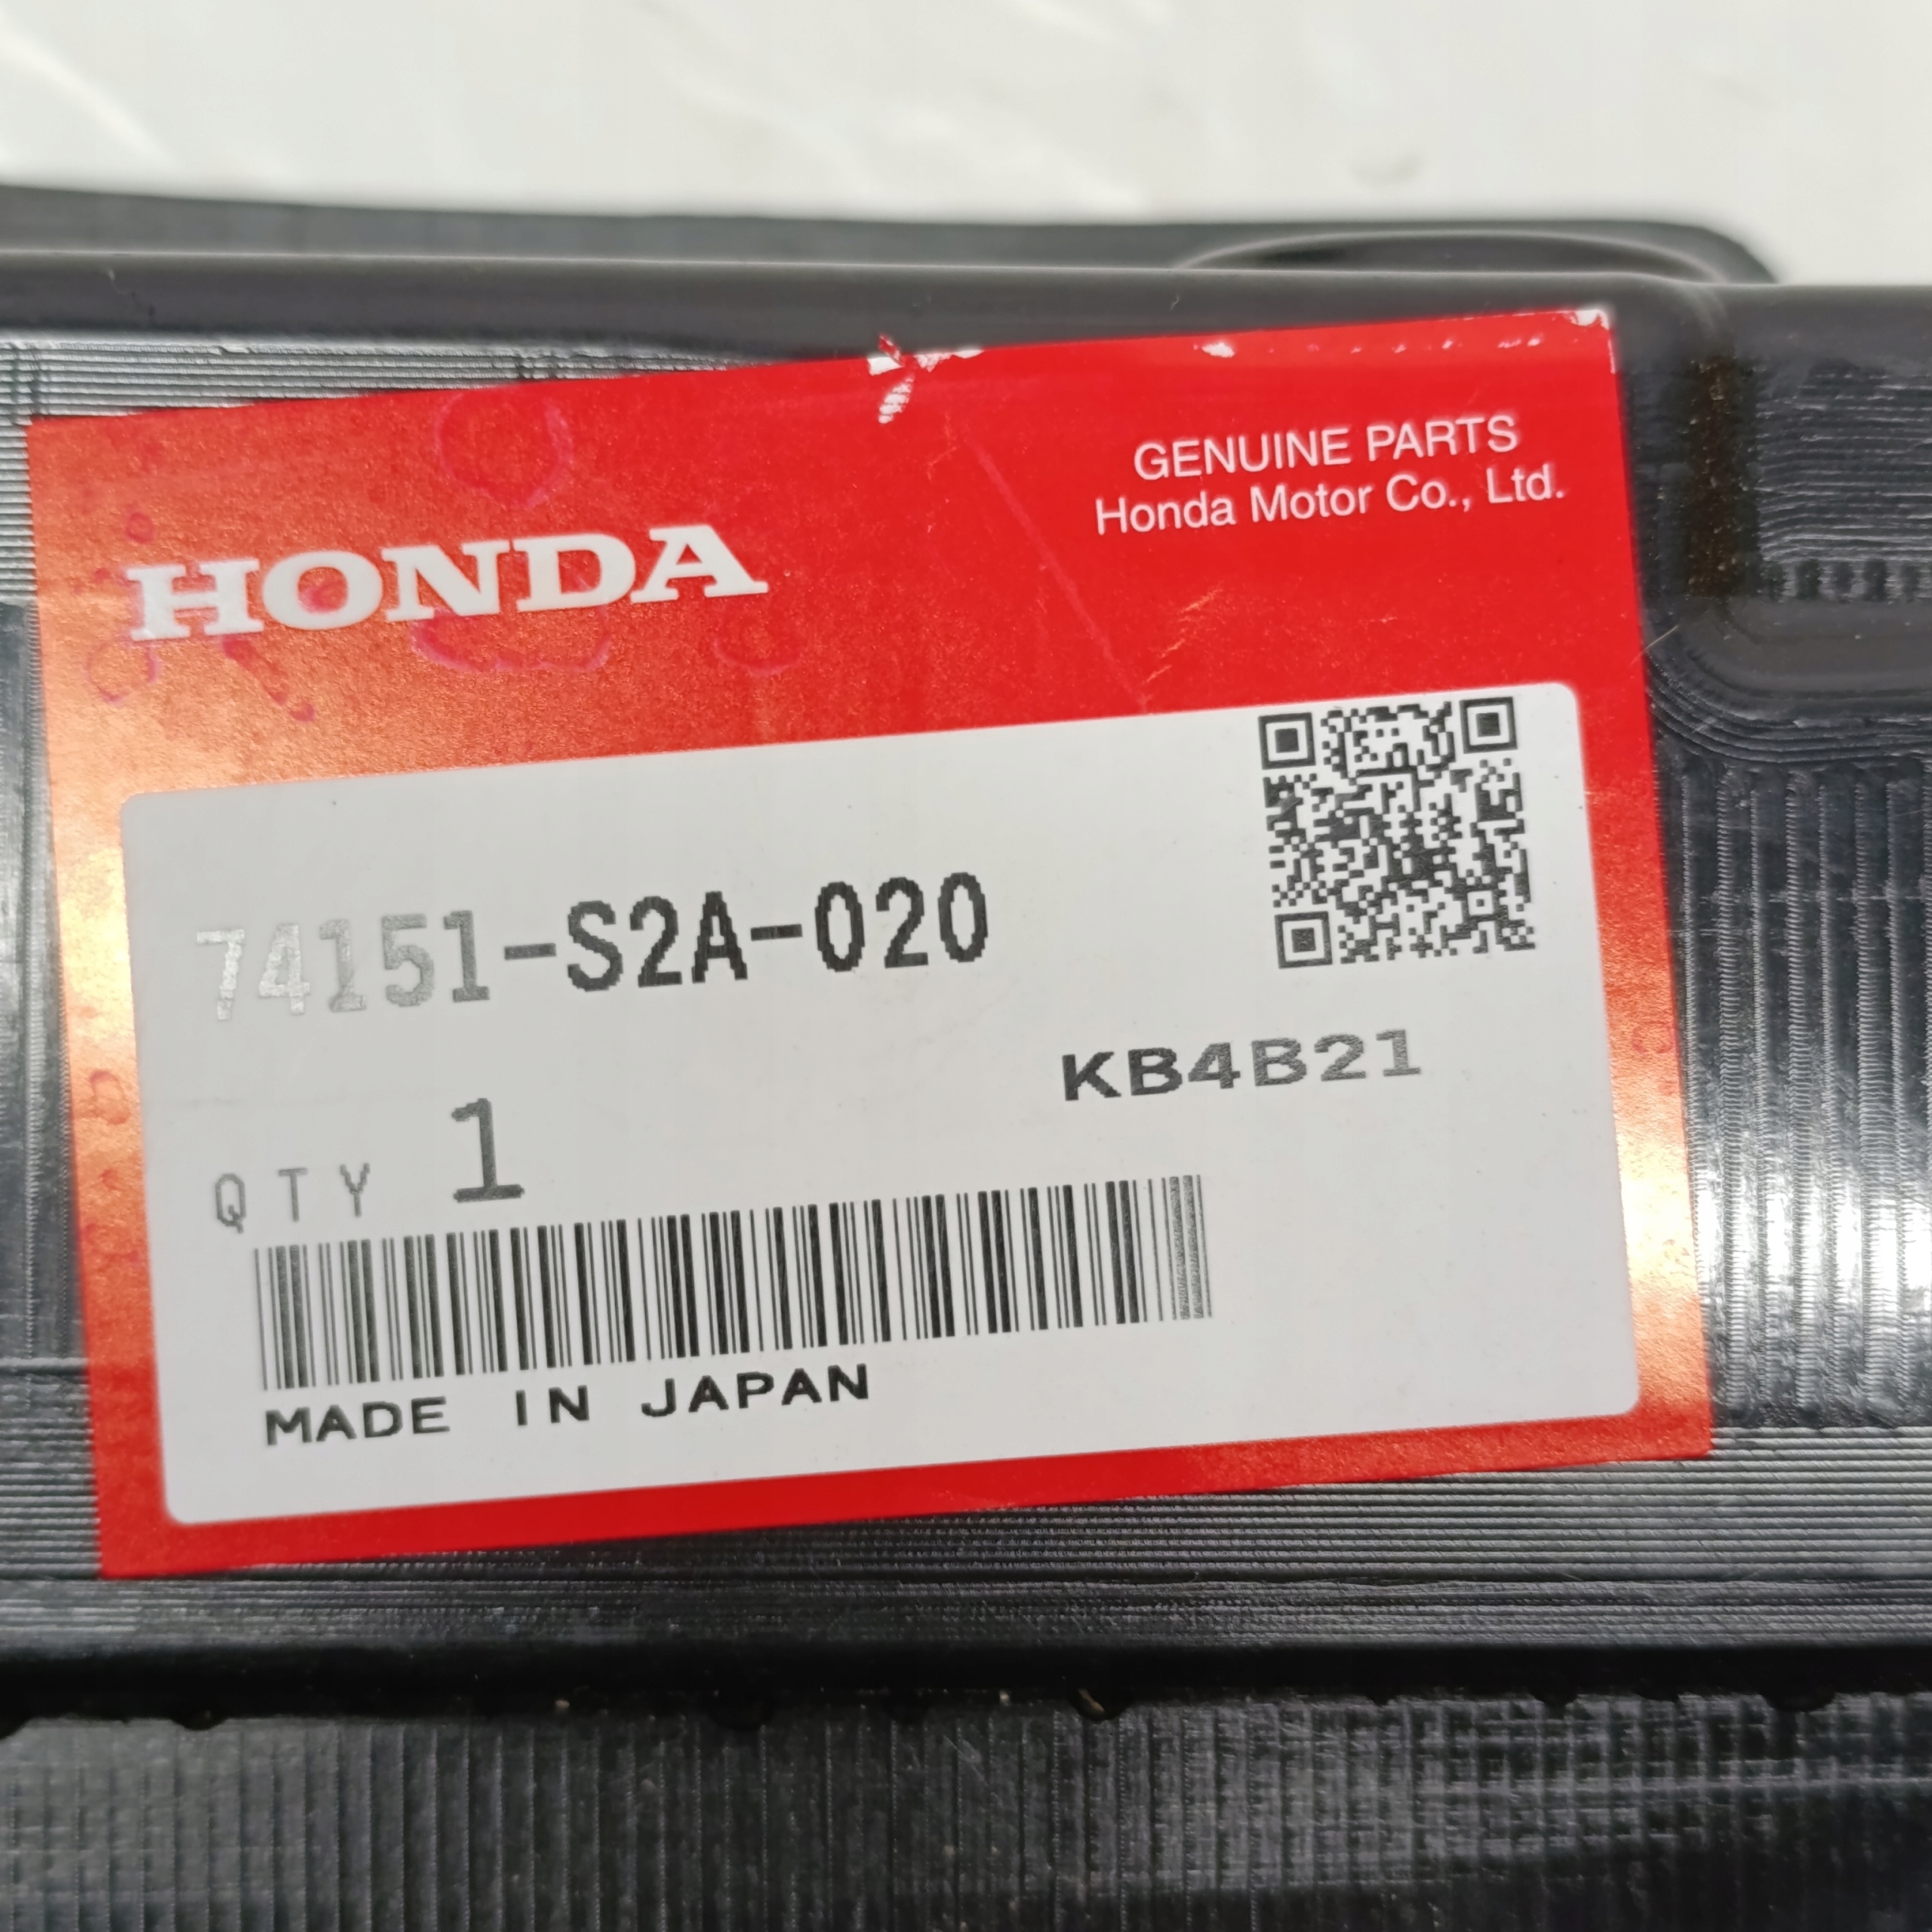 GENUINE PARTS
Honda Motor Co., Ltd.
HONDA
74151-S2A-020
KB4B21
QTY 1
MADE IN JAPAN